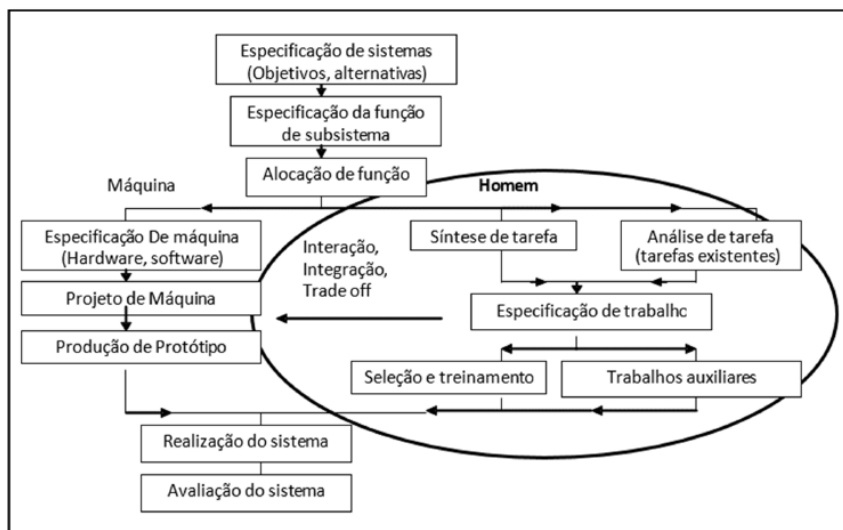 Especificação de sistemas
(Objetivos, alternativas)
Especificação da função
de subsistema
Alocação de função
Máquina
Homem
Especificação De máquina
(Hardware, software)
Síntese de tarefa
Análise de tarefa
(tarefas existentes)
Interação,
Integração,
Trade off
Projeto de Máquina
Especificação de trabalho
Produção de Protótipo
Seleção e treinamento
Trabalhos auxiliares
Realização do sistema
Avaliação do sistema